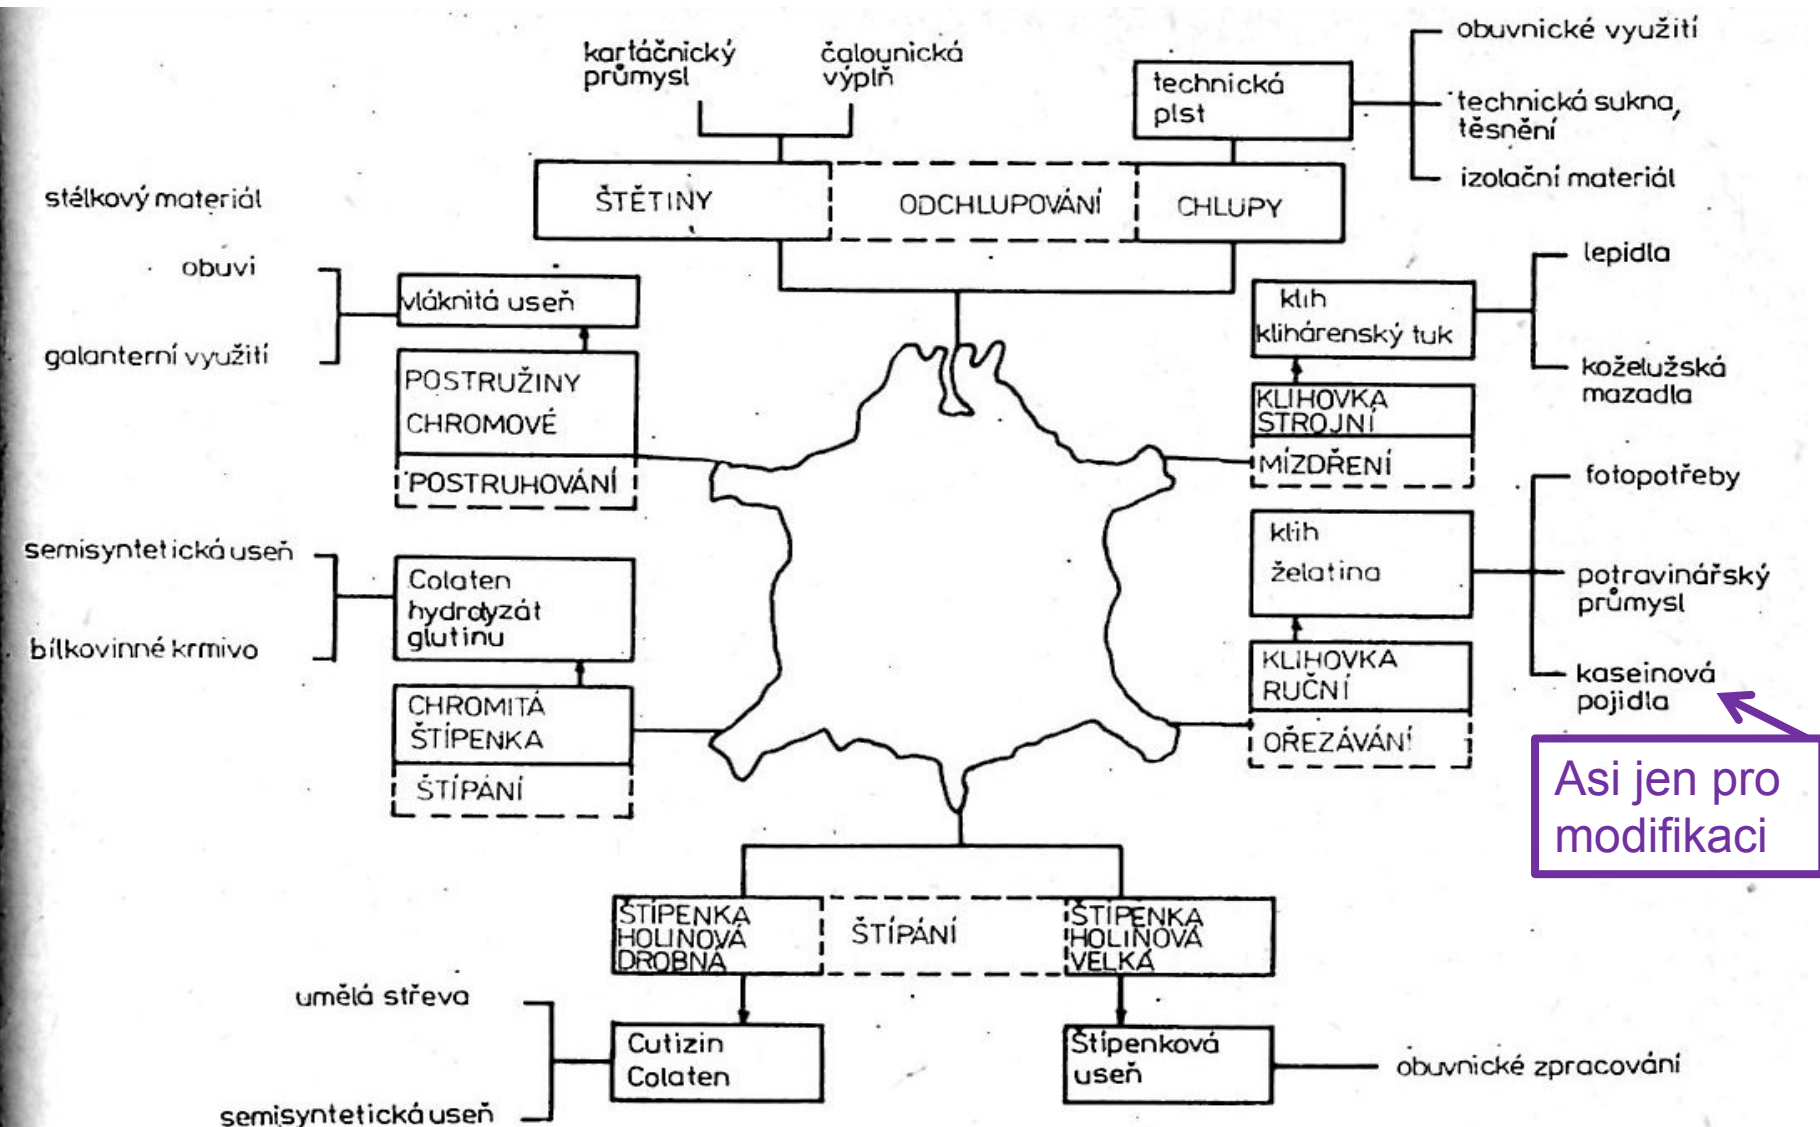 kartáčnický
průmysl
čalounická
výplň
technická
plst
obuvnické využití
technická sukna,
těsnění
izolační materiál
ŠTĚTINY
ODCHLUPOVÁNÍ
CHLUPY
stélkový materiál
obuvi
galanterní využití
vláknitá useň
POSTRUŽINY
CHROMOVÉ
POSTRUHOVÁNÍ
klih
klihárenský tuk
lepidla
koželužská
mazadla
KLIHOVKA
STROJNÍ
MÍZDŘENÍ
semisyntetická useň
bílkovinné krmivo
Colaten
hydrolyzát
glutinu
CHROMITÁ
ŠTÍPENKA
ŠTÍPÁNÍ
klih
želatina
fotopotřeby
potravinářský
průmysl
kaseinová
pojidla
KLIHOVKA
RUČNÍ
OŘEZÁVÁNÍ
Asi jen pro
modifikaci
ŠTÍPENKA
HOLINOVÁ
DROBNÁ
ŠTÍPÁNÍ
ŠTÍPENKA
HOLIŇOVÁ
VELKÁ
umělá střeva
semisyntetická useň
Cutizin
Colaten
Štípenková
useň
obuvnické zpracování